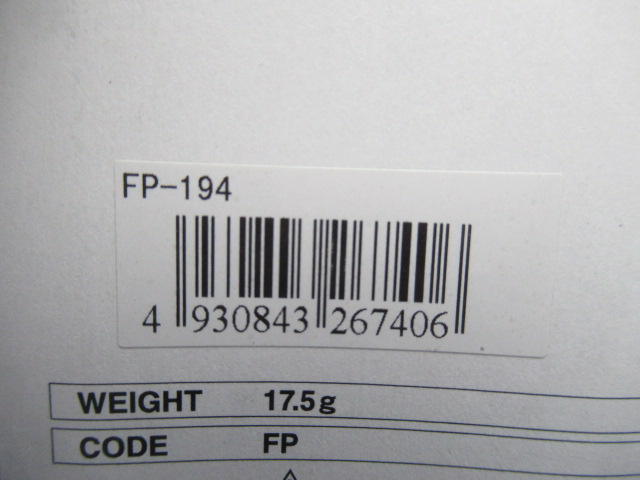 FP-194
4 930843 267406
WEIGHT 17.5g
CODE FP